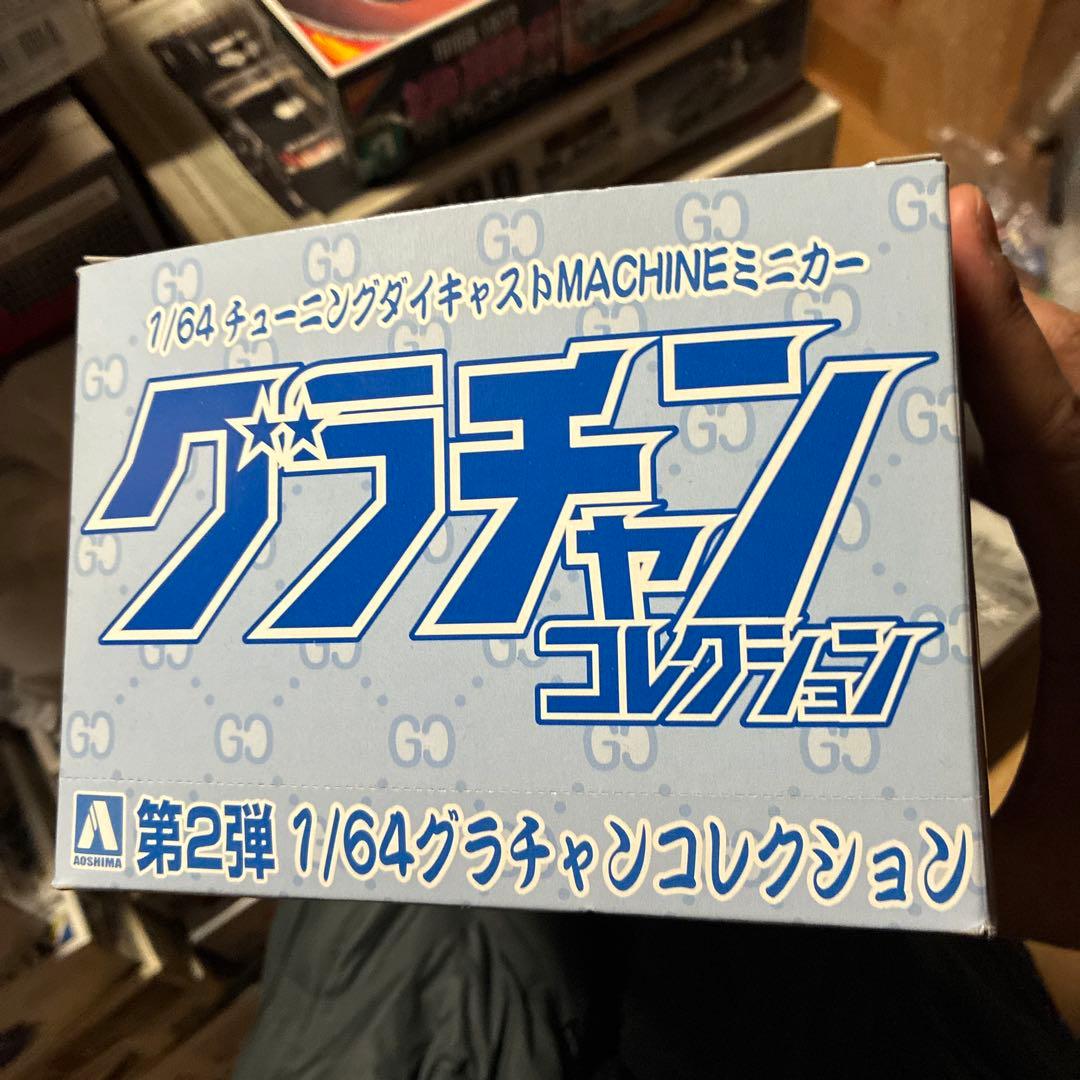 1/64 チューニングダイキャストMACHINEミニカー
グラチャン
コレクション
AOSHIMA
第2弾 1/64グラチャンコレクション